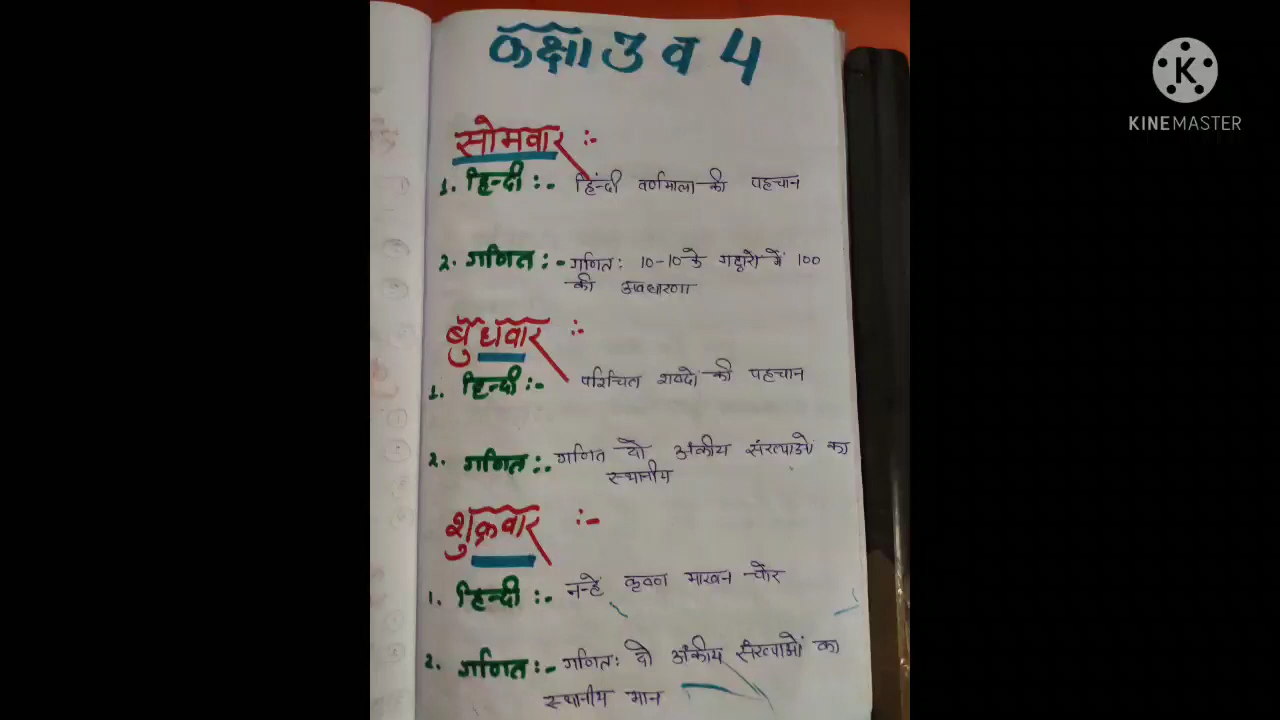 कक्षा 3 व 4
सोमवार :-
1. हिन्दी :- हिंन्दी वर्णमाला की पहचान
2. गणित :- गणित: 10-10 के गट्ठारो में 100
की अवधारणा
बुधवार :-
1. हिन्दी :- परिचित शब्दो की पहचान
2. गणित :- गणित दो अंकीय संख्याओं का
स्थानीय
शुक्रवार :-
1. हिन्दी :- नन्हें कृष्ण माखन चोर
2. गणित :- गणित: दो अंकीय संख्याओं का
स्थानीय मान
KINEMASTER